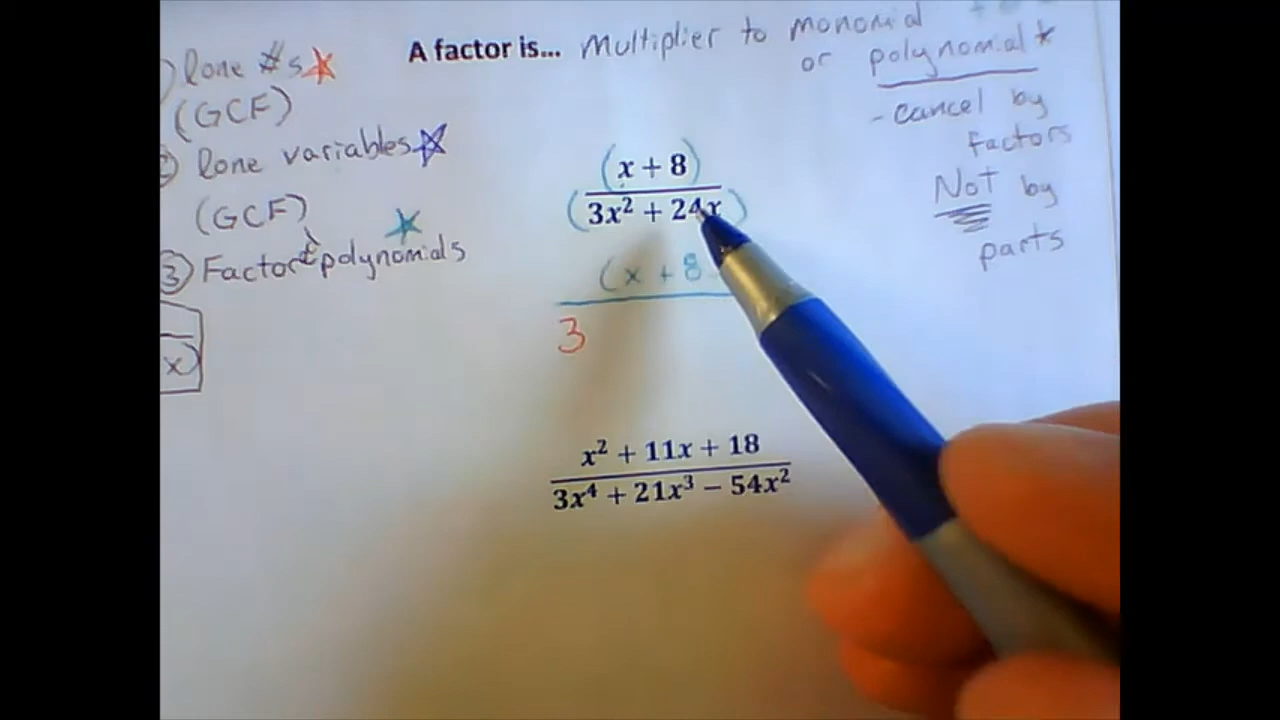 A factor is... Multiplier to monomial
or polynomial*
- cancel by
factors
NOT by
parts
) lone #s
(GCF)
lone variables
(GCF)
③ Factor polynomials
x)
(x + 8)
(3x² + 24x)
(x + 8
3
x² + 11x + 18
3x⁴ + 21x³ − 54x²